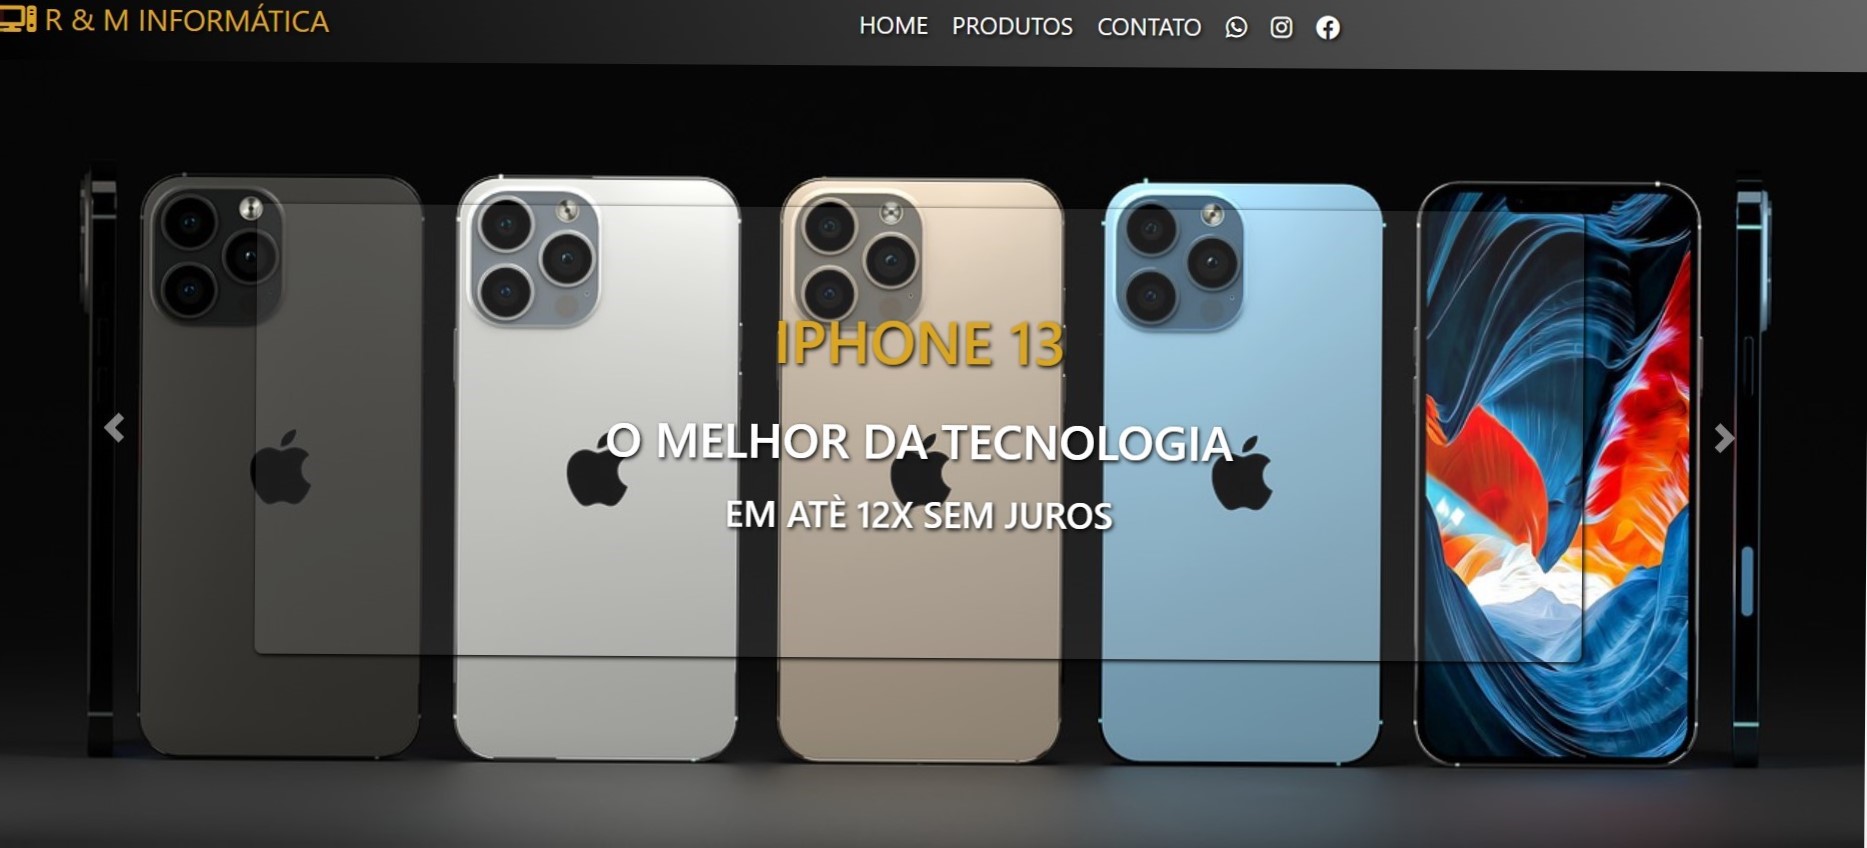 R & M INFORMÁTICA
HOME PRODUTOS CONTATO
IPHONE 13
O MELHOR DA TECNOLOGIA
EM ATÈ 12X SEM JUROS